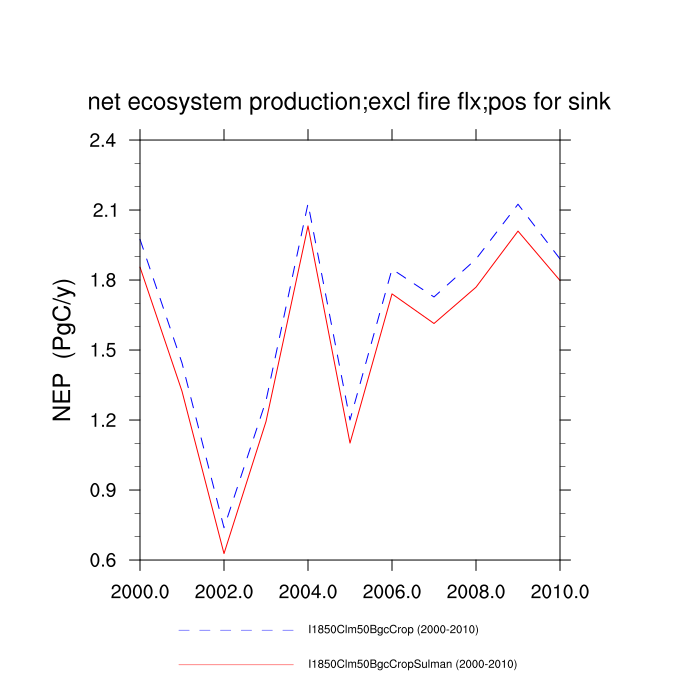 net ecosystem production;excl fire flx;pos for sink
2.4
2.1
1.8
1.5
1.2
0.9
0.6
NEP (PgC/y)
2000.0 2002.0 2004.0 2006.0 2008.0 2010.0
I1850Clm50BgcCrop (2000-2010)
I1850Clm50BgcCropSulman (2000-2010)